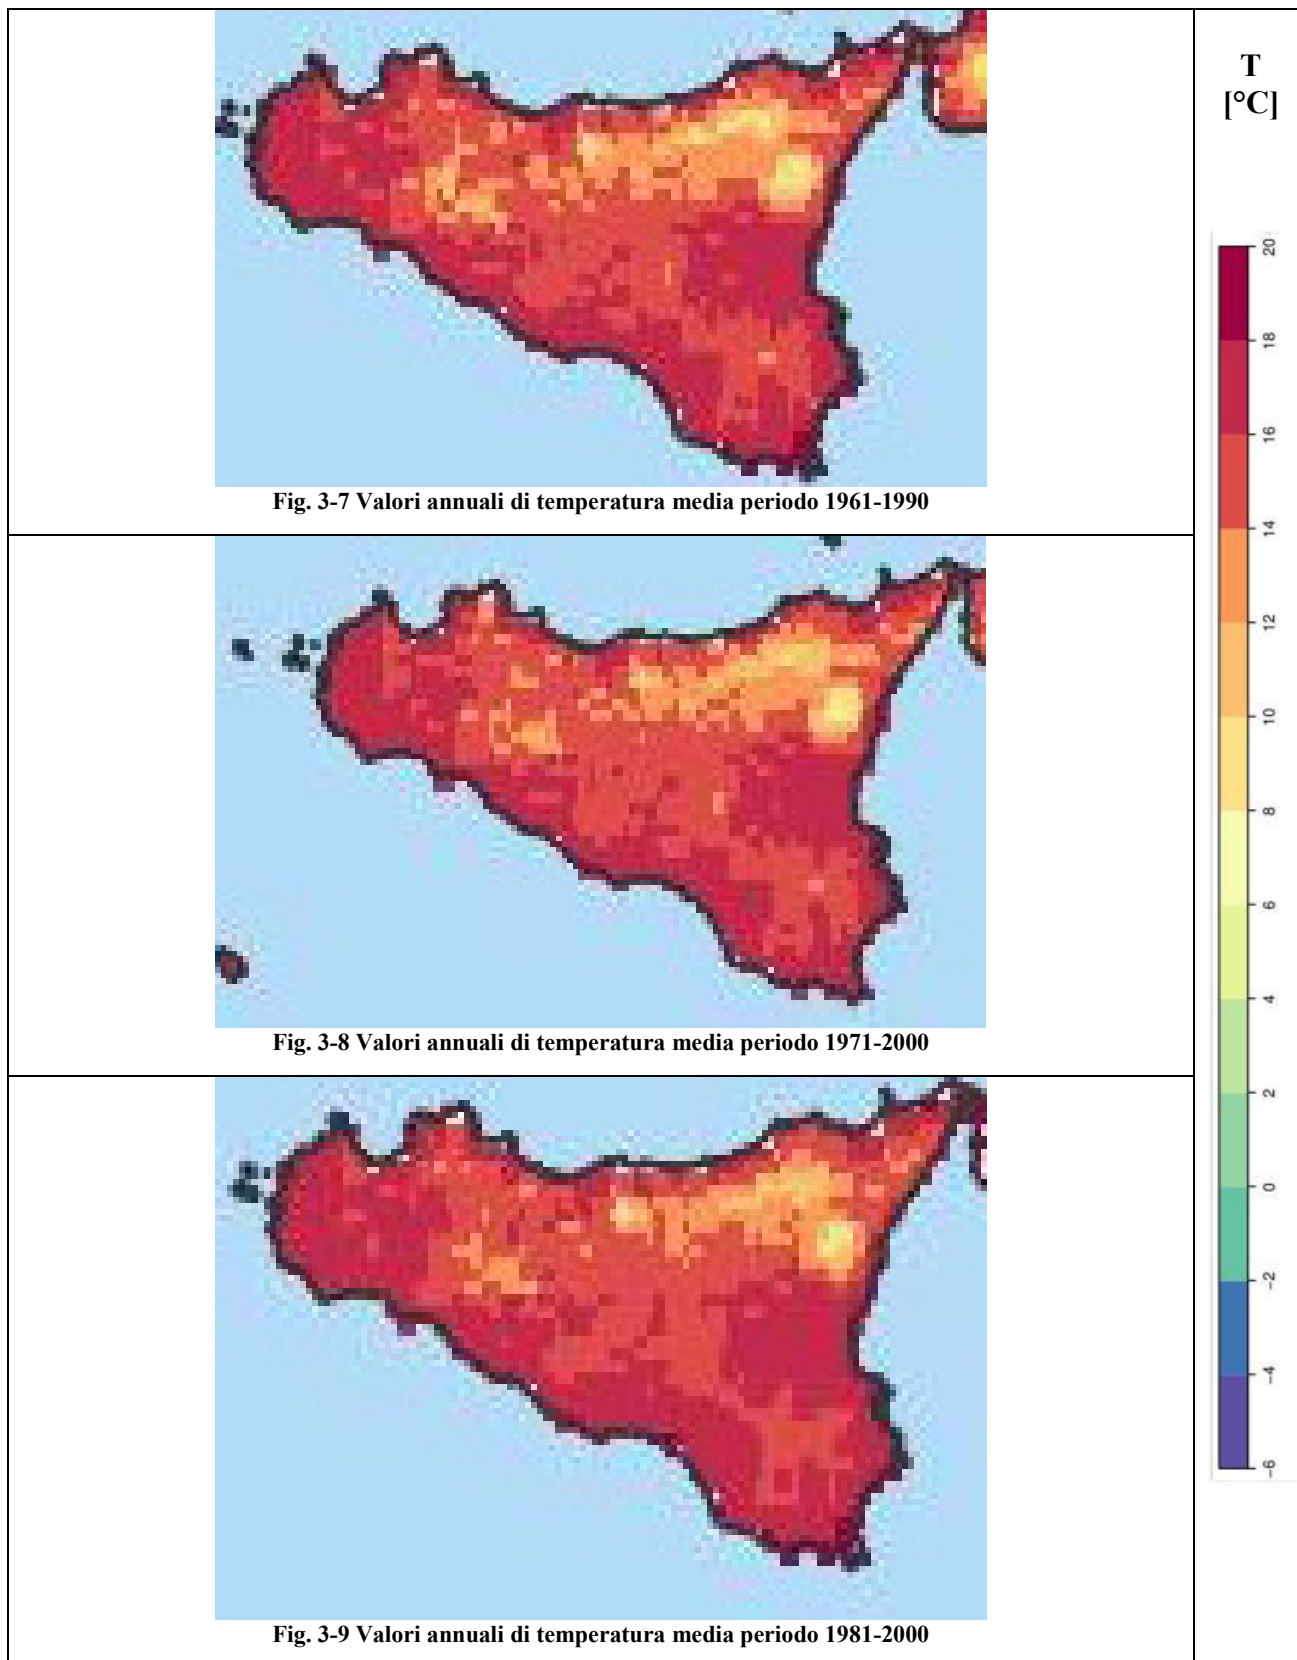 T
[°C]
20
18
16
14
12
10
8
6
4
2
0
−2
−4
−6
Fig. 3-7 Valori annuali di temperatura media periodo 1961-1990
Fig. 3-8 Valori annuali di temperatura media periodo 1971-2000
Fig. 3-9 Valori annuali di temperatura media periodo 1981-2000